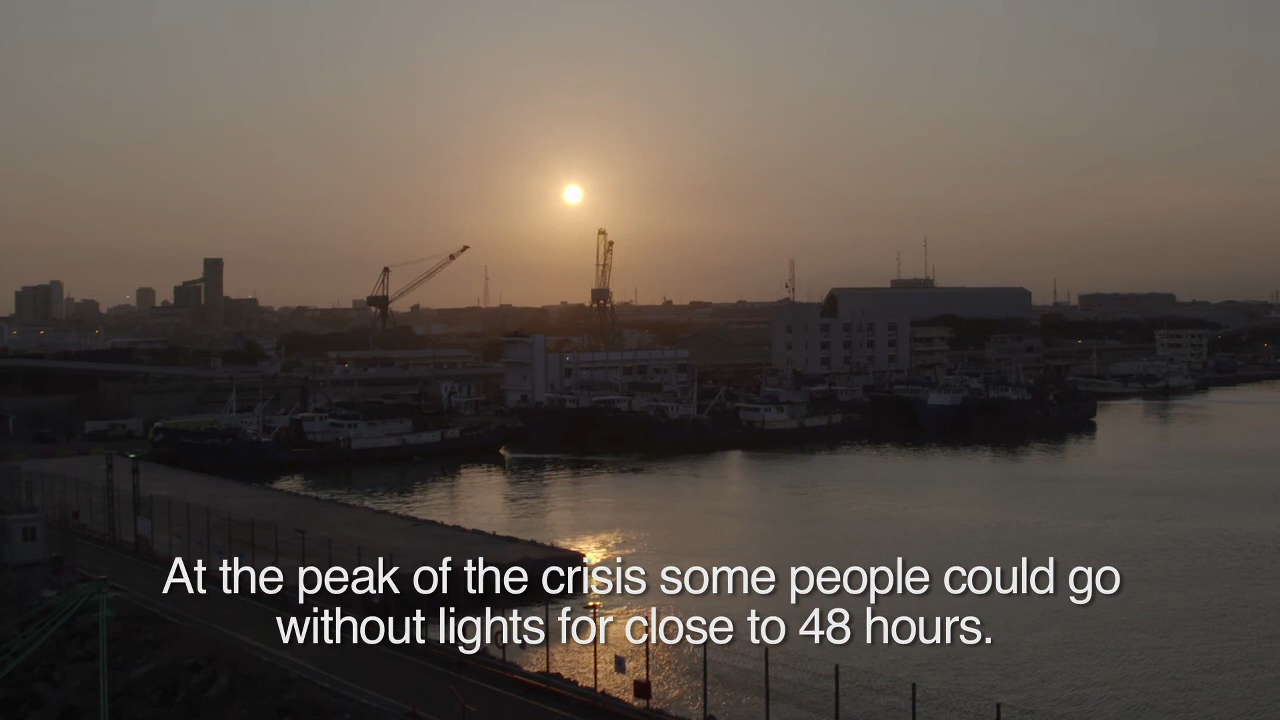 At the peak of the crisis some people could go
without lights for close to 48 hours.